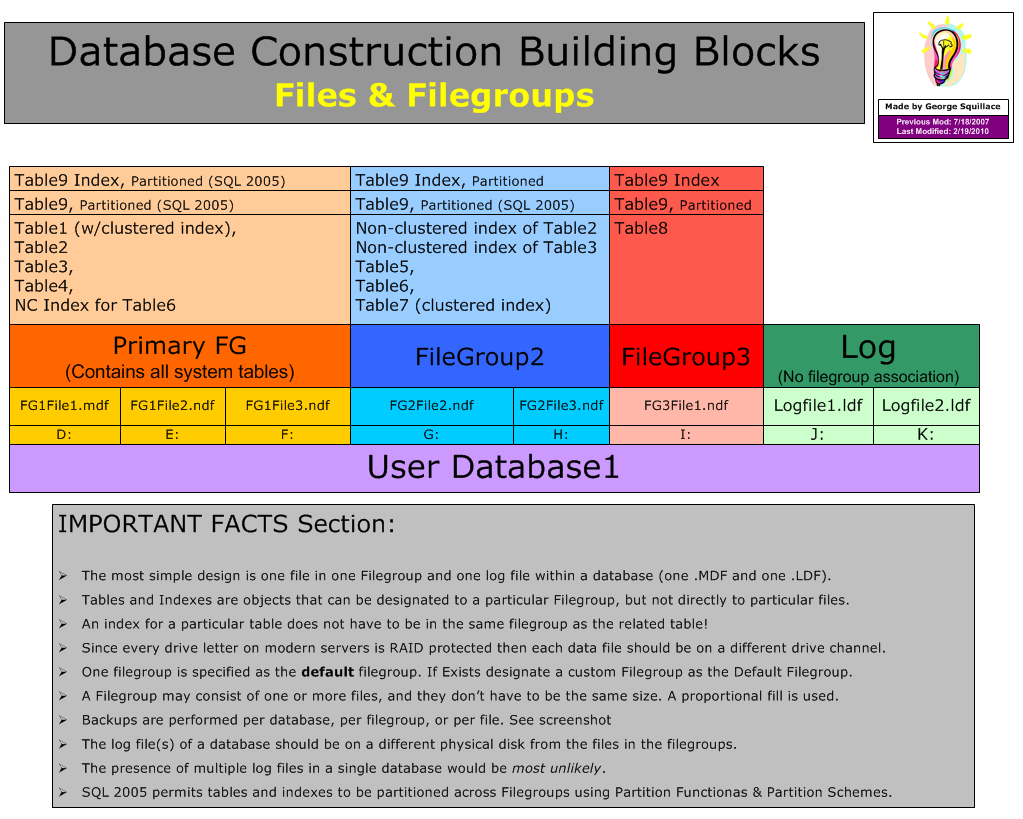 Database Construction Building Blocks
Files & Filegroups
Made by George Squillace
Previous Mod: 7/18/2007
Last Modified: 2/19/2010
Table9 Index, Partitioned (SQL 2005)
Table9, Partitioned (SQL 2005)
Table1 (w/clustered index),
Table2
Table3,
Table4,
NC Index for Table6
Table9 Index, Partitioned
Table9, Partitioned (SQL 2005)
Non-clustered index of Table2
Non-clustered index of Table3
Table5,
Table6,
Table7 (clustered index)
Table9 Index
Table9, Partitioned
Table8
Primary FG
(Contains all system tables)
FileGroup2
FileGroup3
Log
(No filegroup association)
FG1File1.mdf
FG1File2.ndf
FG1File3.ndf
FG2File2.ndf
FG2File3.ndf
FG3File1.ndf
Logfile1.ldf
Logfile2.ldf
D:
E:
F:
G:
H:
I:
J:
K:
User Database1
IMPORTANT FACTS Section:
➢ The most simple design is one file in one Filegroup and one log file within a database (one .MDF and one .LDF).
➢ Tables and Indexes are objects that can be designated to a particular Filegroup, but not directly to particular files.
➢ An index for a particular table does not have to be in the same filegroup as the related table!
➢ Since every drive letter on modern servers is RAID protected then each data file should be on a different drive channel.
➢ One filegroup is specified as the default filegroup. If Exists designate a custom Filegroup as the Default Filegroup.
➢ A Filegroup may consist of one or more files, and they don’t have to be the same size. A proportional fill is used.
➢ Backups are performed per database, per filegroup, or per file. See screenshot
➢ The log file(s) of a database should be on a different physical disk from the files in the filegroups.
➢ The presence of multiple log files in a single database would be most unlikely.
➢ SQL 2005 permits tables and indexes to be partitioned across Filegroups using Partition Functionas & Partition Schemes.